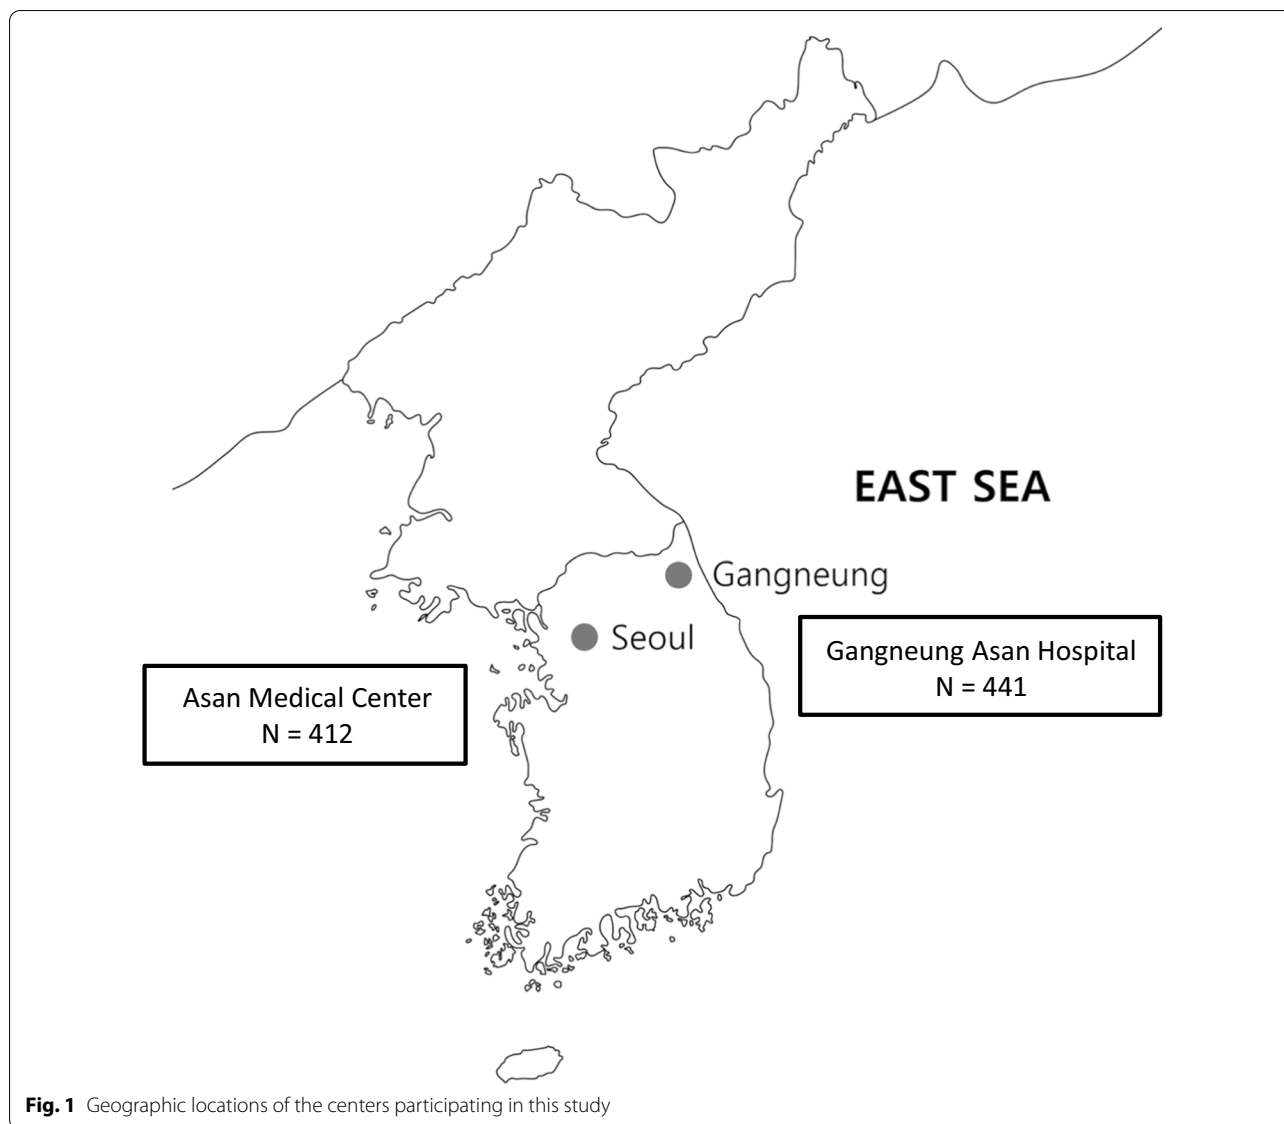 EAST SEA
Gangneung
Seoul
Gangneung Asan Hospital
N = 441
Asan Medical Center
N = 412
Fig. 1 Geographic locations of the centers participating in this study